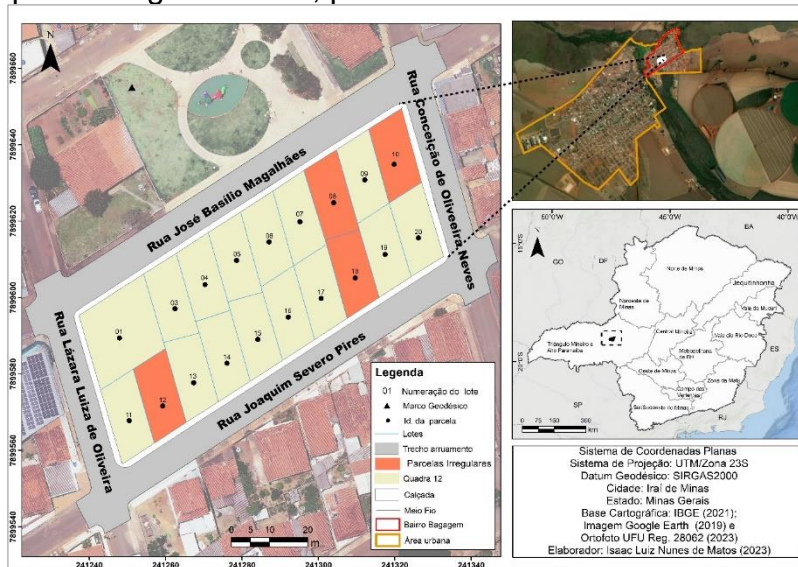 N
7899660
7899640
7899620
7899600
7899580
7899560
7899540
241240
241260
241280
241300
241320
241340
Rua José Basilio Magalhães
Rua Conceição de Oliveeira Neves
Rua Lázara Luiza de Oliveira
Rua Joaquim Severo Pires
01
03
04
05
06
07
08
09
10
11
12
13
14
15
16
17
18
19
20
0 5 10 20
m
Legenda
01 Numeração do lote
Marco Geodésico
Id. da parcela
Lotes
Trecho arruamento
Parcelas Irregulares
Quadra 12
Calçada
Meio Fio
Bairro Bagagem
Área urbana
50°0'W
46°0'W
15°0'S
20°0'S
N
BA
GO
DF
ES
SP
RJ
Norte de Minas
Jequitinhonha
Noroeste de Minas
Vale do Mucuri
Central Mineira
Vale do Rio Doce
Triângulo Mineiro e
Alto Paranaíba
Metropolitana
de BH
Oeste de Minas
Zona da Mata
Campo das
Vertentes
0 75 150 300
km
Sistema de Coordenadas Planas
Sistema de Projeção: UTM/Zona 23S
Datum Geodésic: SIRGAS2000
Cidade: Iraí de Minas
Estado: Minas Gerais
Base Cartográfica: IBGE (2021);
Imagem Google Earth (2019) e
Ortofoto UFU Reg. 28062 (2023)
Elaborador: Isaac Luiz Nunes de Matos (2023)